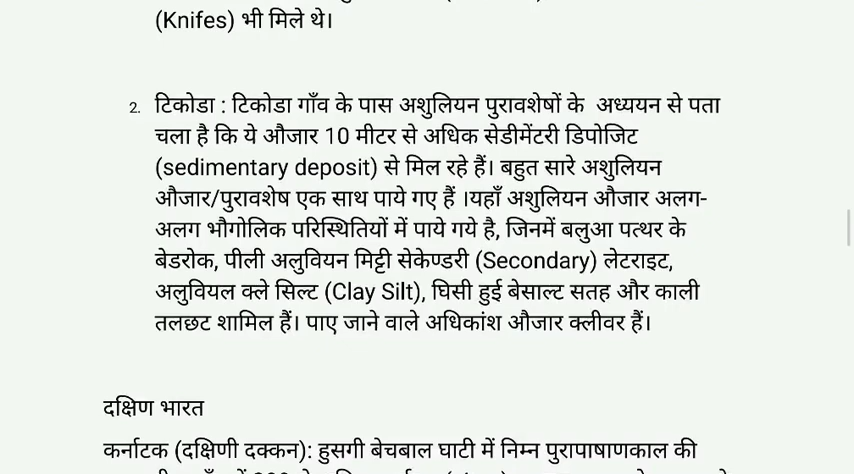 (Knifes) भी मिले थे।
2. टिकोडा : टिकोडा गाँव के पास अशुलियन पुरावशेषों के अध्ययन से पता
चला है कि ये औजार 10 मीटर से अधिक सेडीमेंटरी डिपोजिट
(sedimentary deposit) से मिल रहे हैं। बहुत सारे अशुलियन
औजार/पुरावशेष एक साथ पाये गए हैं ।यहाँ अशुलियन औजार अलग-
अलग भौगोलिक परिस्थितियों में पाये गये है, जिनमें बलुआ पत्थर के
बेडरोक, पीली अलुवियन मिट्टी सेकेण्डरी (Secondary) लेटराइट,
अलुवियल क्ले सिल्ट (Clay Silt), घिसी हुई बेसाल्ट सतह और काली
तलछट शामिल हैं। पाए जाने वाले अधिकांश औजार क्लीवर हैं।
दक्षिण भारत
कर्नाटक (दक्षिणी दक्कन): हुसगी बेचबाल घाटी में निम्न पुरापाषाणकाल की